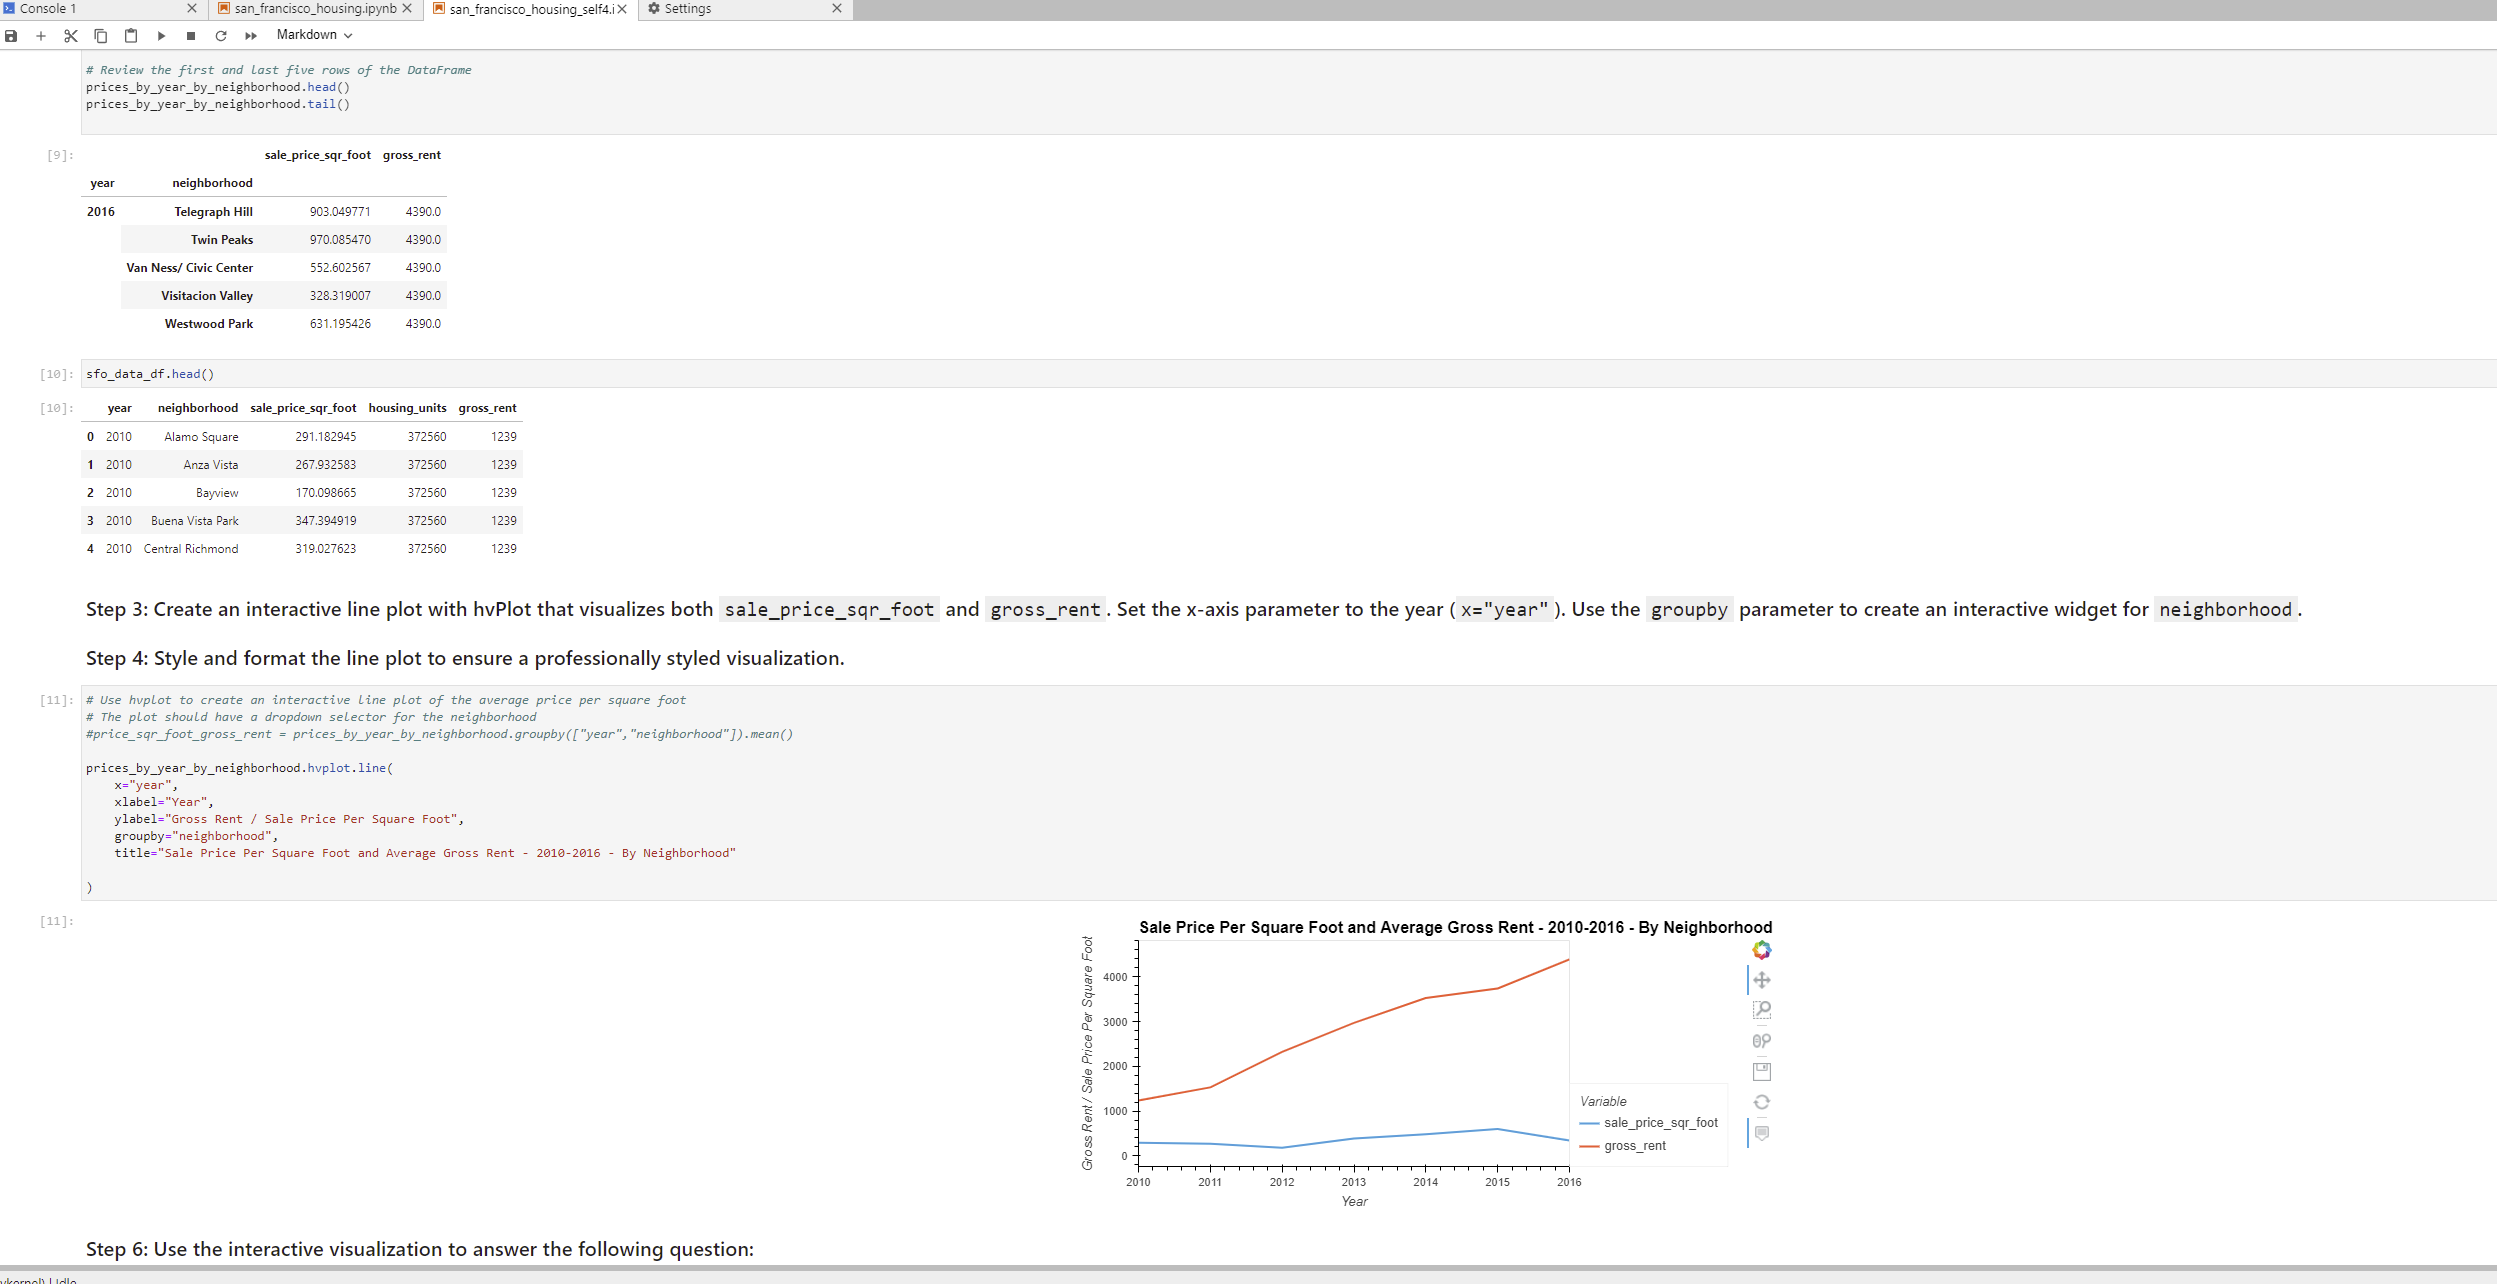 Console 1
san_francisco_housing.ipynb
san_francisco_housing_self4.i
Settings
Markdown
# Review the first and last five rows of the DataFrame
prices_by_year_by_neighborhood.head()
prices_by_year_by_neighborhood.tail()
[9]:
sale_price_sqr_foot gross_rent
year neighborhood
2016 Telegraph Hill 903.049771 4390.0
Twin Peaks 970.085470 4390.0
Van Ness/ Civic Center 552.602567 4390.0
Visitacion Valley 328.319007 4390.0
Westwood Park 631.195426 4390.0
[10]: sfo_data_df.head()
[10]: year neighborhood sale_price_sqr_foot housing_units gross_rent
0 2010 Alamo Square 291.182945 372560 1239
1 2010 Anza Vista 267.932583 372560 1239
2 2010 Bayview 170.098665 372560 1239
3 2010 Buena Vista Park 347.394919 372560 1239
4 2010 Central Richmond 319.027623 372560 1239
Step 3: Create an interactive line plot with hvPlot that visualizes both sale_price_sqr_foot and gross_rent. Set the x-axis parameter to the year (x="year"). Use the groupby parameter to create an interactive widget for neighborhood.
Step 4: Style and format the line plot to ensure a professionally styled visualization.
[11]: # Use hvplot to create an interactive line plot of the average price per square foot
# The plot should have a dropdown selector for the neighborhood
#price_sqr_foot_gross_rent = prices_by_year_by_neighborhood.groupby(["year","neighborhood"]).mean()
prices_by_year_by_neighborhood.hvplot.line(
x="year",
xlabel="Year",
ylabel="Gross Rent / Sale Price Per Square Foot",
groupby="neighborhood",
title="Sale Price Per Square Foot and Average Gross Rent - 2010-2016 - By Neighborhood"
)
[11]:
Sale Price Per Square Foot and Average Gross Rent - 2010-2016 - By Neighborhood
Gross Rent / Sale Price Per Square Foot
4000
3000
2000
1000
0
Variable
sale_price_sqr_foot
gross_rent
2010 2011 2012 2013 2014 2015 2016
Year
Step 6: Use the interactive visualization to answer the following question: